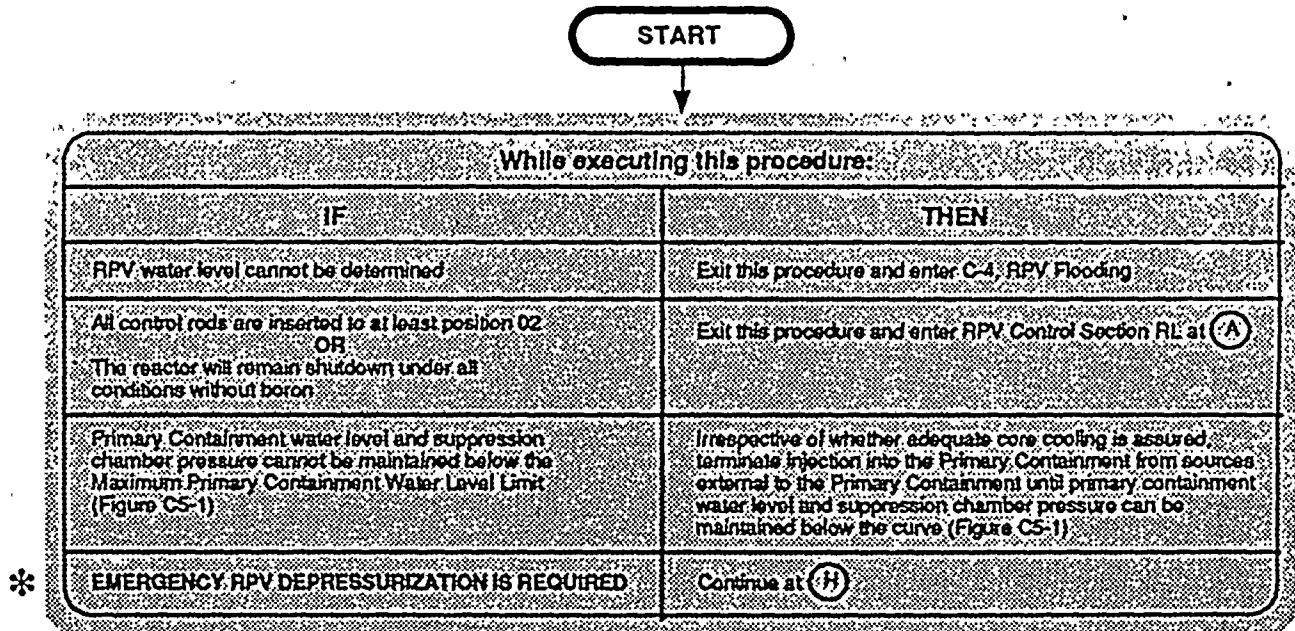 START
While executing this procedure:
IF
THEN
RPV water level cannot be determined
Exit this procedure and enter C-4, RPV Flooding
All control rods are inserted to at least position 02
OR
The reactor will remain shutdown under all
conditions without boron
Exit this procedure and enter RPV Control Section RL at A
Primary Containment water level and suppression
chamber pressure cannot be maintained below the
Maximum Primary Containment Water Level Limit
(Figure C5-1)
Irrespective of whether adequate core cooling is assured,
terminate injection into the Primary Containment from sources
external to the Primary Containment until primary containment
water level and suppression chamber pressure can be
maintained below the curve (Figure C5-1)
* EMERGENCY RPV DEPRESSURIZATION IS REQUIRED
Continue at H